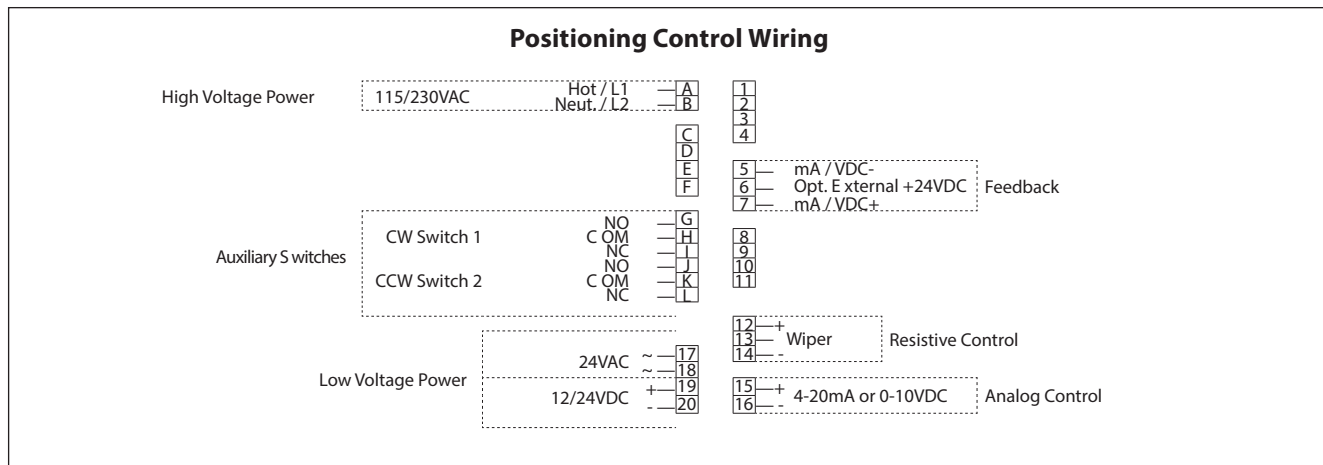 Positioning Control Wiring
High Voltage Power 115/230VAC Hot / L1 A 1
Neut. / L2 B 2
3
C 4
D
E 5 mA / VDC-
F 6 Opt. E xternal +24VDC Feedback
7 mA / VDC+
NO G
CW Switch 1 C OM H 8
NC I 9
Auxiliary S witches
NO J 10
CCW Switch 2 C OM K 11
NC L
12 +
13 Wiper Resistive Control
14 -
24VAC ~ 17
~ 18
Low Voltage Power
12/24VDC + 19 15 + 4-20mA or 0-10VDC Analog Control
- 20 16 -